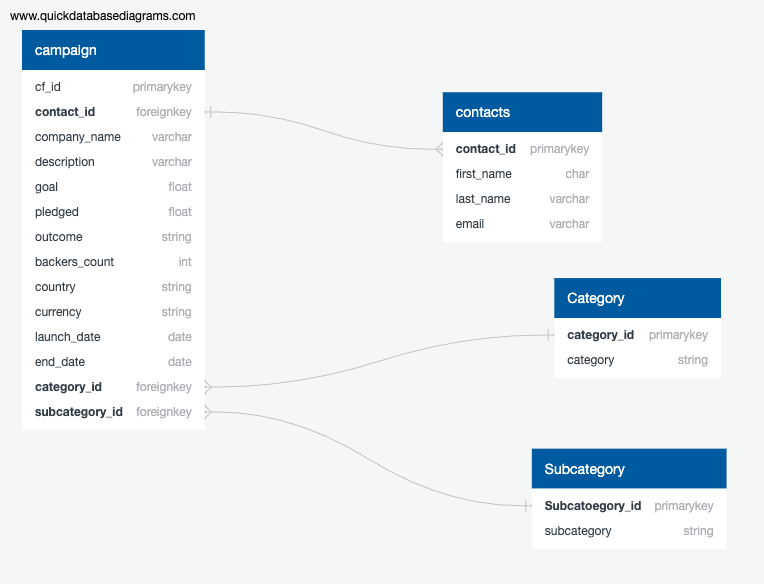 www.quickdatabasediagrams.com
campaign
cf_id primarykey
contact_id foreignkey
company_name varchar
description varchar
goal float
pledged float
outcome string
backers_count int
country string
currency string
launch_date date
end_date date
category_id foreignkey
subcategory_id foreignkey
contacts
contact_id primarykey
first_name char
last_name varchar
email varchar
Category
category_id primarykey
category string
Subcategory
Subcatoegory_id primarykey
subcategory string